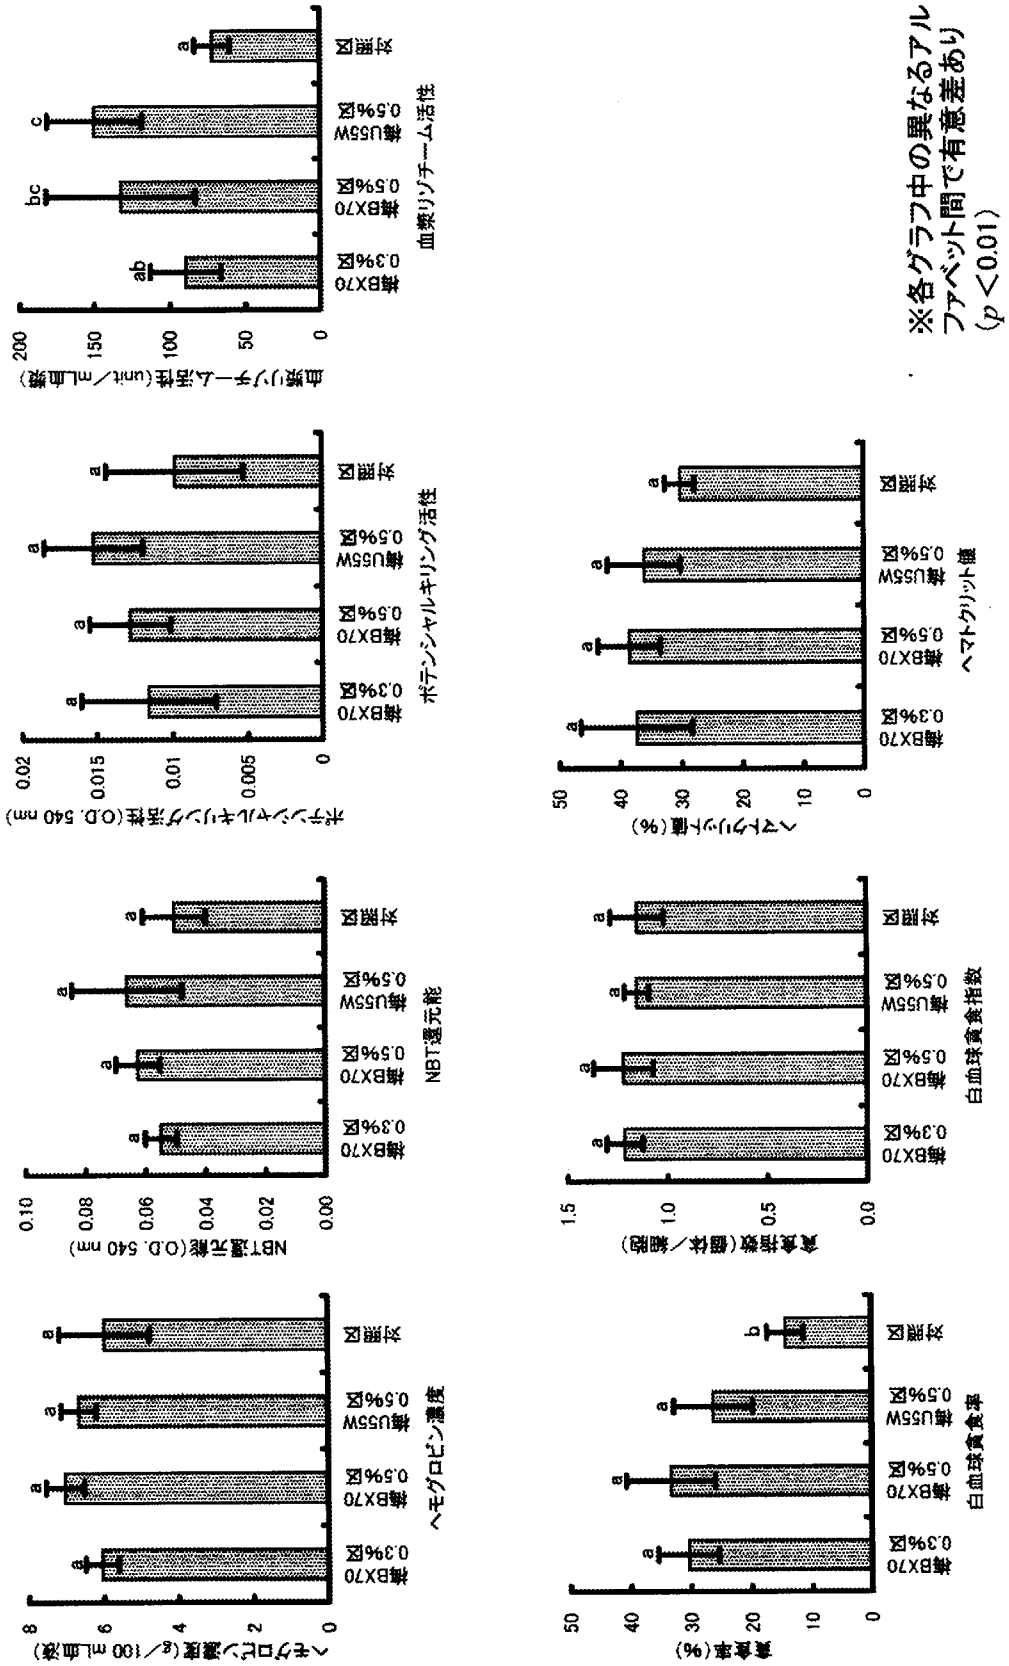 ヘモグロビン濃度(g/100 mL血液)
8
6
4
2
0
梅BX70
0.3%区
梅BX70
0.5%区
梅U55W
0.5%区
対照区
ヘモグロビン濃度
NBT還元能(O.D. 540 nm)
0.10
0.08
0.06
0.04
0.02
0.00
a
a
a
a
梅BX70
0.3%区
梅BX70
0.5%区
梅U55W
0.5%区
対照区
NBT還元能
ポテンシャルキリング活性(O.D. 540 nm)
0.02
0.015
0.01
0.005
0
a
a
a
a
梅BX70
0.3%区
梅BX70
0.5%区
梅U55W
0.5%区
対照区
ポテンシャルキリング活性
血漿リゾチーム活性(unit/mL血漿)
200
150
100
50
0
ab
bc
c
a
梅BX70
0.3%区
梅BX70
0.5%区
梅U55W
0.5%区
対照区
血漿リゾチーム活性
貪食率(%)
50
40
30
20
10
0
a
a
a
b
梅BX70
0.3%区
梅BX70
0.5%区
梅U55W
0.5%区
対照区
白血球貪食率
貪食指数(個体/細胞)
1.5
1.0
0.5
0.0
a
a
a
a
梅BX70
0.3%区
梅BX70
0.5%区
梅U55W
0.5%区
対照区
白血球貪食指数
ヘマトクリット値(%)
50
40
30
20
10
0
a
a
a
a
梅BX70
0.3%区
梅BX70
0.5%区
梅U55W
0.5%区
対照区
ヘマトクリット値
※各グラフ中の異なるアル
ファベット間で有意差あり
(p<0.01)